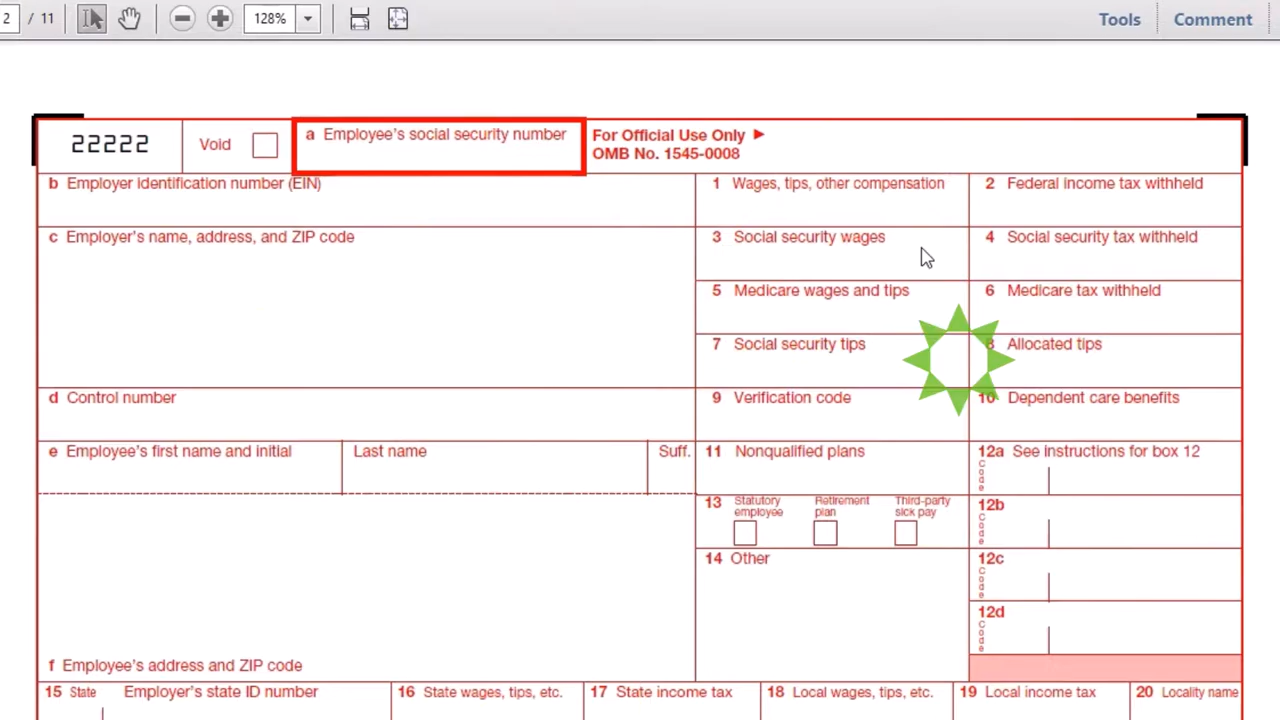 2 / 11 128% Tools Comment
22222 Void a Employee's social security number For Official Use Only ►
OMB No. 1545-0008
b Employer identification number (EIN) 1 Wages, tips, other compensation 2 Federal income tax withheld
c Employer's name, address, and ZIP code 3 Social security wages 4 Social security tax withheld
5 Medicare wages and tips 6 Medicare tax withheld
7 Social security tips 8 Allocated tips
d Control number 9 Verification code 10 Dependent care benefits
e Employee's first name and initial Last name Suff. 11 Nonqualified plans 12a See instructions for box 12
Code
13 Statutory employee Retirement plan Third-party sick pay 12b
Code
14 Other 12c
Code
12d
Code
f Employee's address and ZIP code
15 State Employer's state ID number 16 State wages, tips, etc. 17 State income tax 18 Local wages, tips, etc. 19 Local income tax 20 Locality name